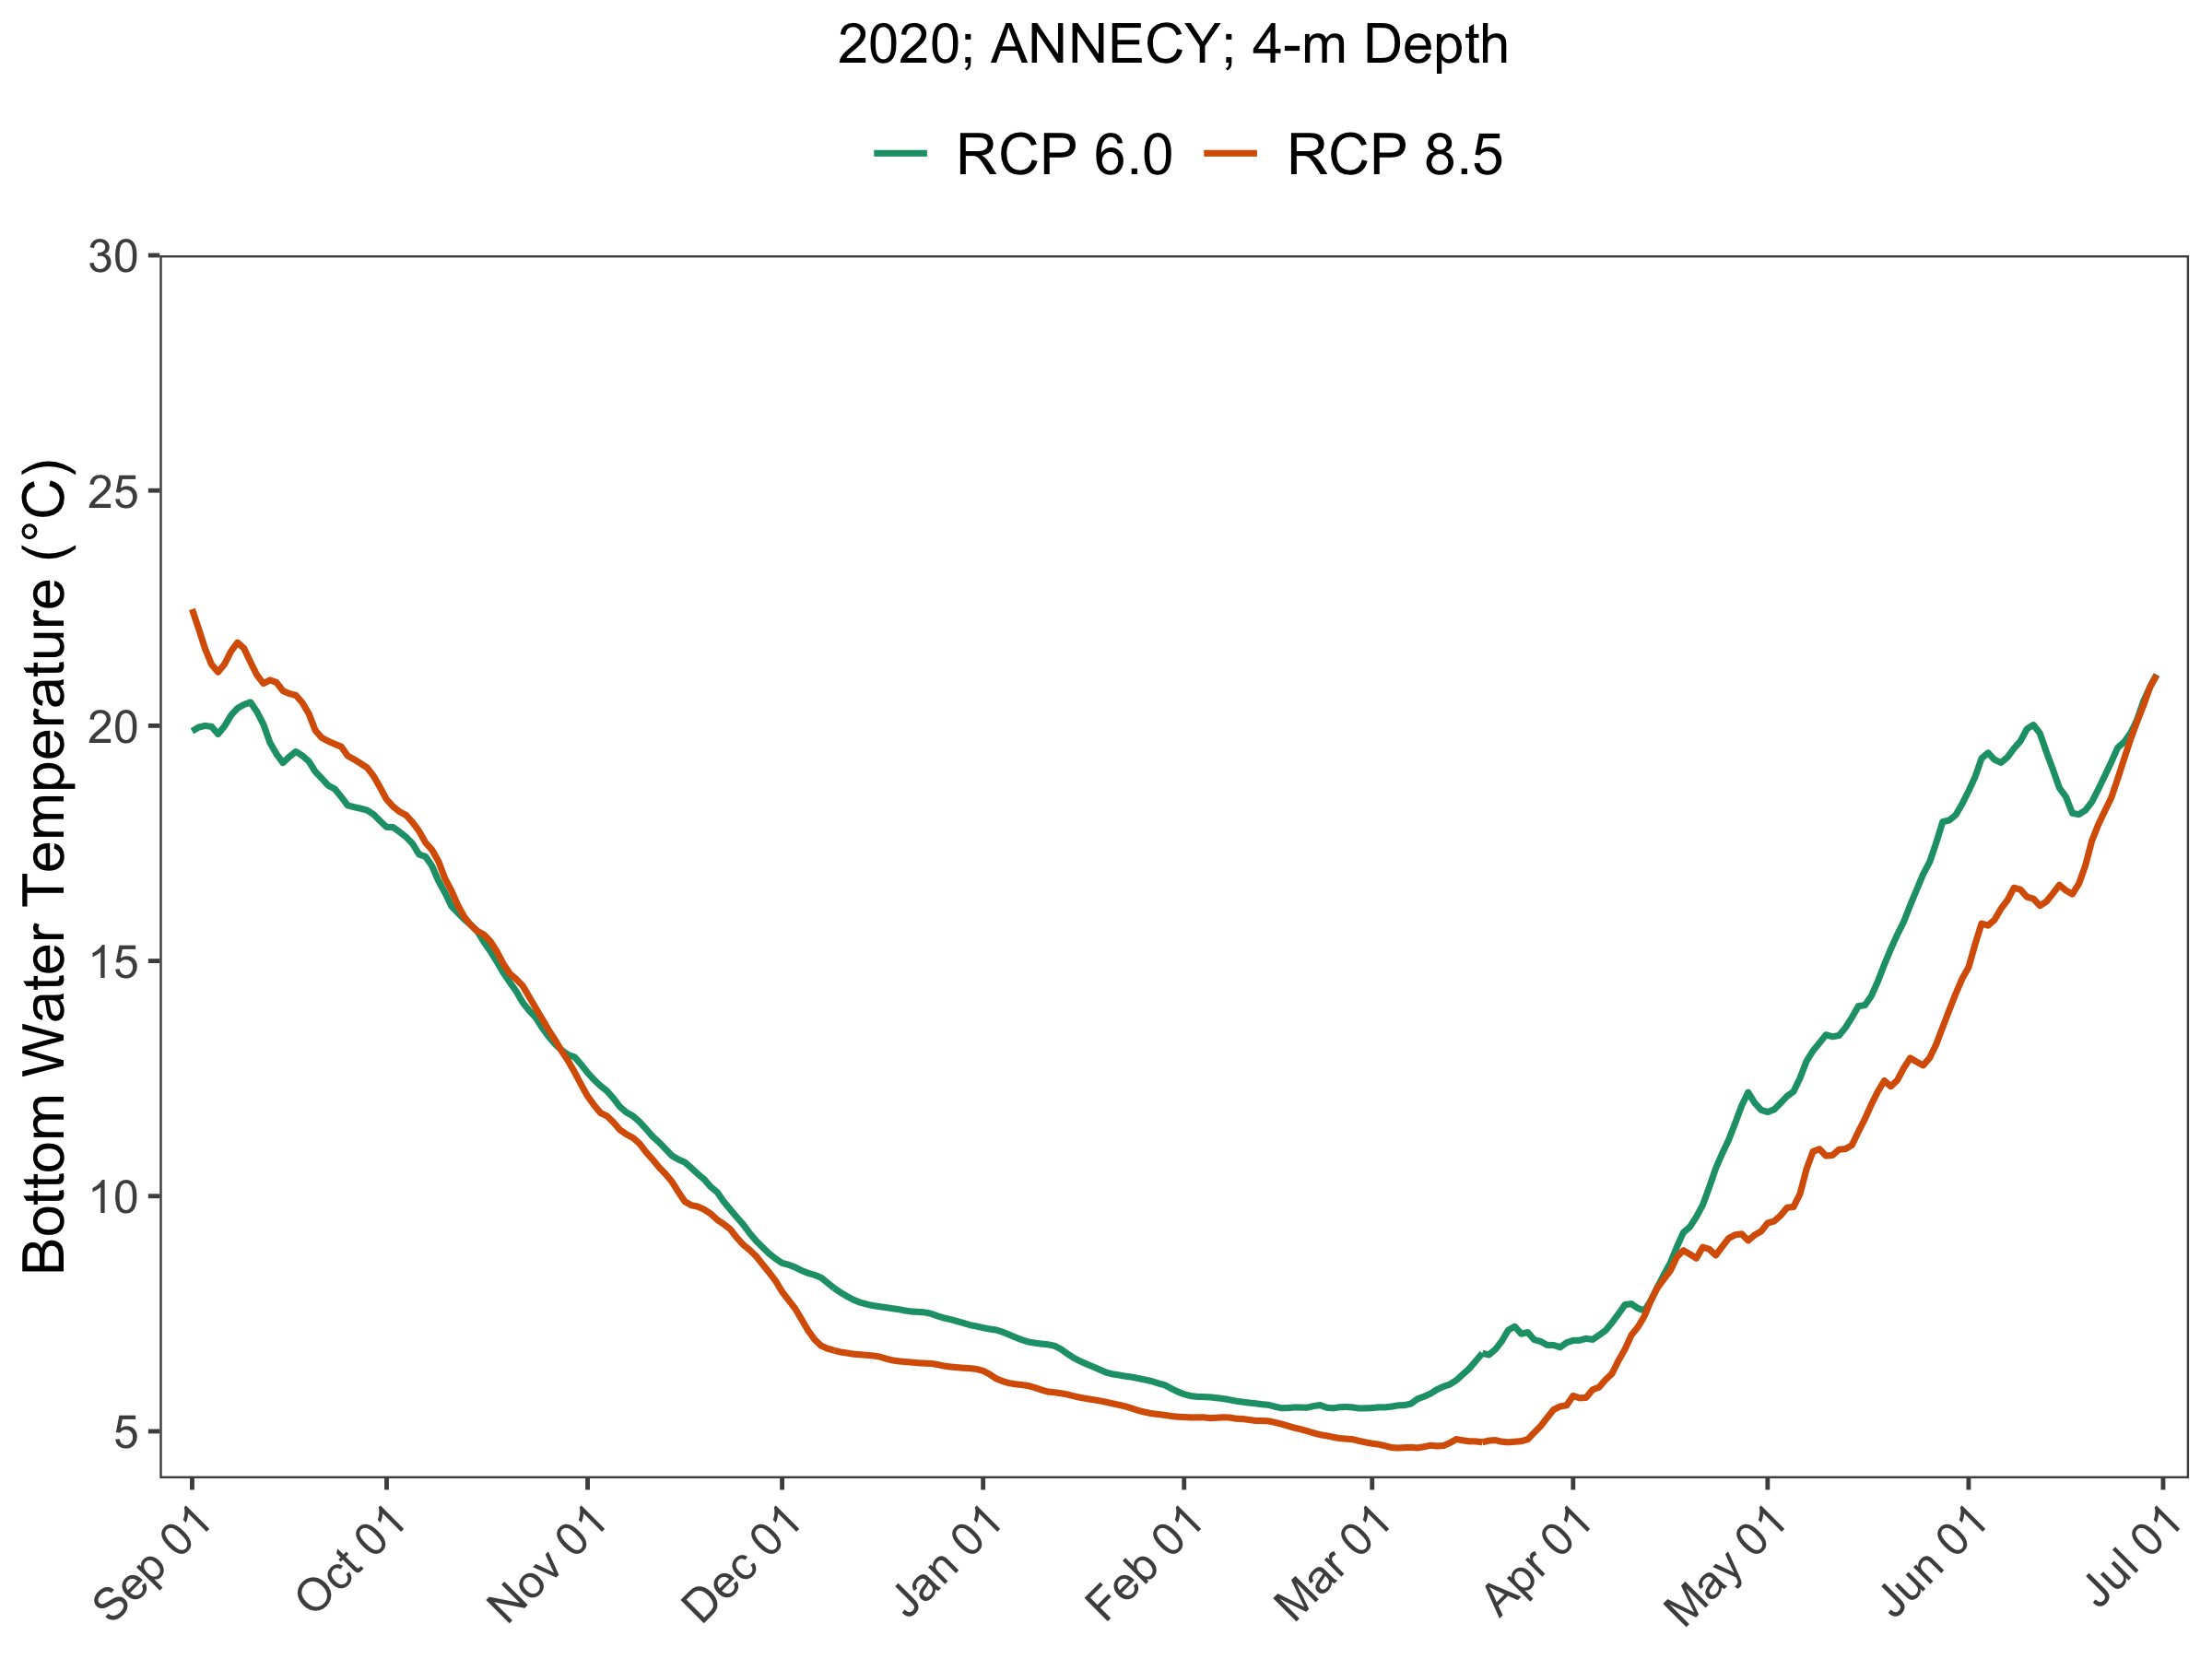 2020; ANNECY; 4-m Depth
RCP 6.0 RCP 8.5
Bottom Water Temperature (°C)
30
25
20
15
10
5
Sep 01 Oct 01 Nov 01 Dec 01 Jan 01 Feb 01 Mar 01 Apr 01 May 01 Jun 01 Jul 01